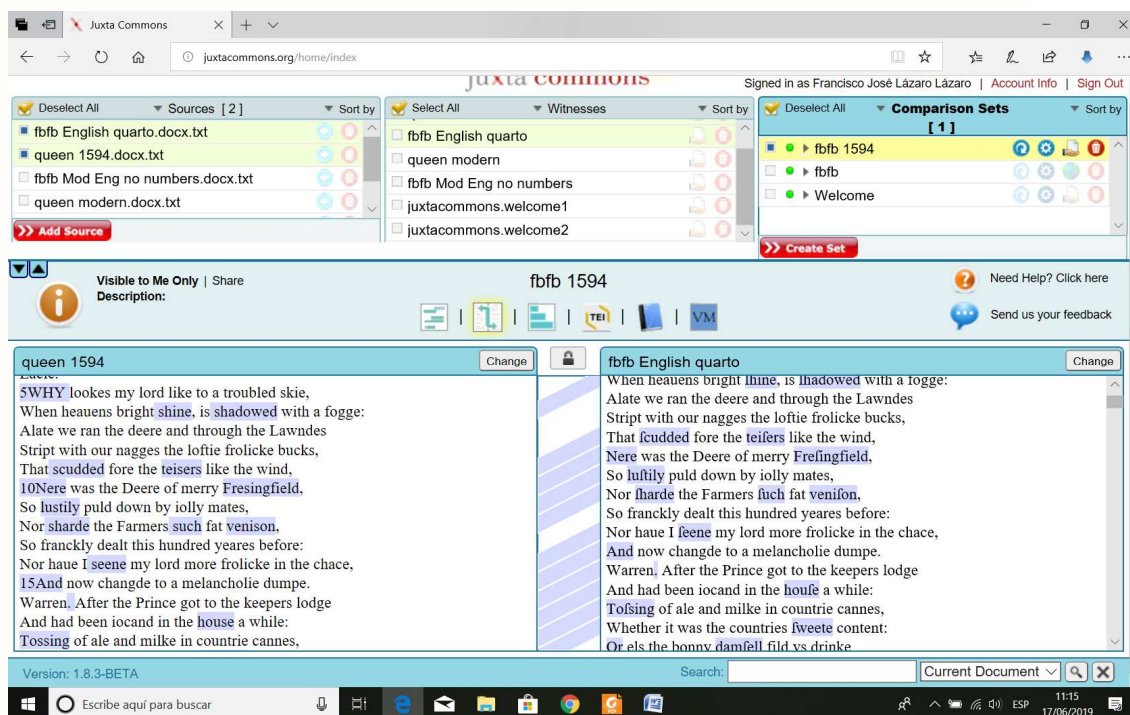 Juxta Commons
juxtacommons.org/home/index
juxta commons
Signed in as Francisco José Lázaro Lázaro | Account Info | Sign Out
Deselect All Sources [ 2 ] Sort by
fbfb English quarto.docx.txt
queen 1594.docx.txt
fbfb Mod Eng no numbers.docx.txt
queen modern.docx.txt
Add Source
Select All Witnesses Sort by
fbfb English quarto
queen modern
fbfb Mod Eng no numbers
juxtacommons.welcome1
juxtacommons.welcome2
Deselect All Comparison Sets Sort by
[ 1 ]
fbfb 1594
fbfb
Welcome
Create Set
Visible to Me Only | Share
Description:
fbfb 1594
TEI
VM
Need Help? Click here
Send us your feedback
queen 1594 Change
Lacie.
5WHY lookes my lord like to a troubled skie,
When heauens bright shine, is shadowed with a fogge:
Alate we ran the deere and through the Lawndes
Stript with our nagges the loftie frolicke bucks,
That scudded fore the teisers like the wind,
10Nere was the Deere of merry Fresingfield,
So lustily puld down by iolly mates,
Nor sharde the Farmers such fat venison,
So franckly dealt this hundred yeares before:
Nor haue I seene my lord more frolicke in the chace,
15And now changde to a melancholie dumpe.
Warren. After the Prince got to the keepers lodge
And had been iocand in the house a while:
Tossing of ale and milke in countrie cannes,
fbfb English quarto Change
When heauens bright ſhine, is ſhadowed with a fogge:
Alate we ran the deere and through the Lawndes
Stript with our nagges the loftie frolicke bucks,
That ſcudded fore the teiſers like the wind,
Nere was the Deere of merry Freſingfield,
So luſtily puld down by iolly mates,
Nor ſharde the Farmers ſuch fat veniſon,
So franckly dealt this hundred yeares before:
Nor haue I ſeene my lord more frolicke in the chace,
And now changde to a melancholie dumpe.
Warren. After the Prince got to the keepers lodge
And had been iocand in the houſe a while:
Toſsing of ale and milke in countrie cannes,
Whether it was the countries ſweete content:
Or els the bonny damſell fild vs drinke
Version: 1.8.3-BETA
Search: Current Document
Escribe aquí para buscar
ESP
11:15
17/06/2019